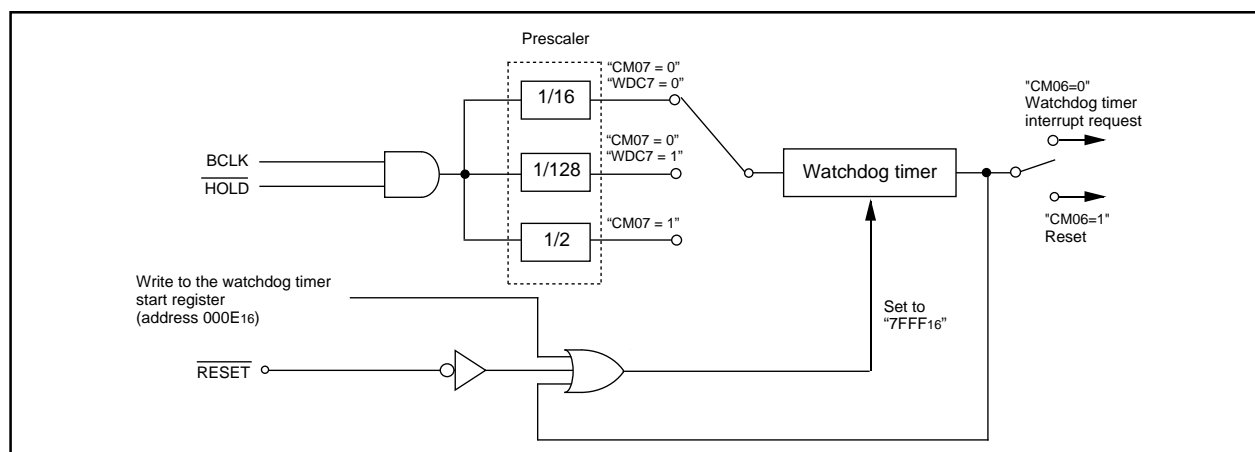 Prescaler
“CM07 = 0”
“WDC7 = 0”
1/16
"CM06=0"
Watchdog timer
interrupt request
BCLK
HOLD
“CM07 = 0”
“WDC7 = 1”
1/128
Watchdog timer
“CM07 = 1”
1/2
"CM06=1"
Reset
Write to the watchdog timer
start register
(address 000E16)
Set to
“7FFF16”
RESET